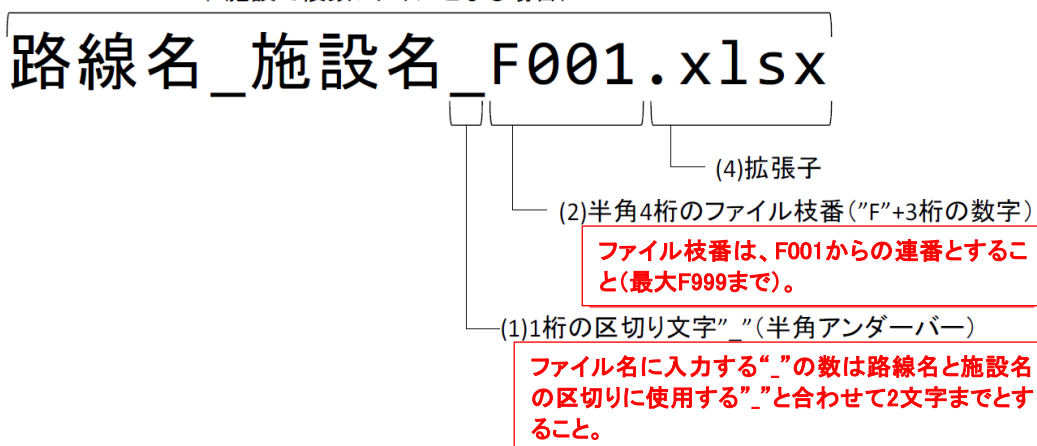 路線名_施設名_F001.xlsx
(4)拡張子
(2)半角4桁のファイル枝番("F"+3桁の数字)
ファイル枝番は、F001からの連番とするこ
と(最大F999まで)。
(1)1桁の区切り文字"_"(半角アンダーバー)
ファイル名に入力する“_”の数は路線名と施設名
の区切りに使用する”_”と合わせて2文字までとす
ること。